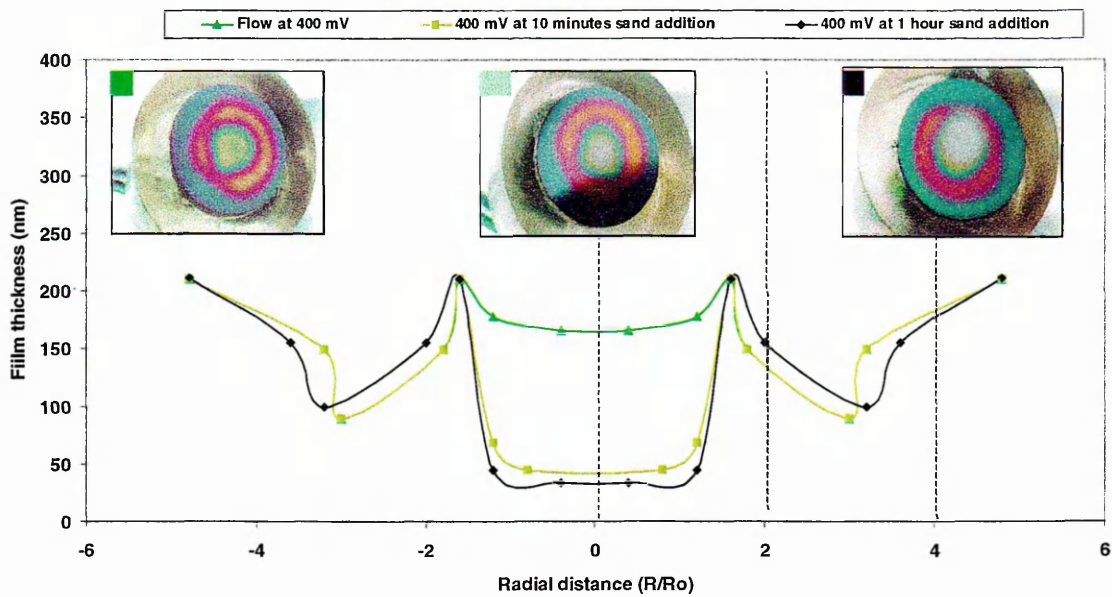 Flow at 400 mV 400 mV at 10 minutes sand addition 400 mV at 1 hour sand addition
400
350
300
250
200
150
100
50
0
Fiilm thickness (nm)
-6 -4 -2 0 2 4 6
Radial distance (R/Ro)